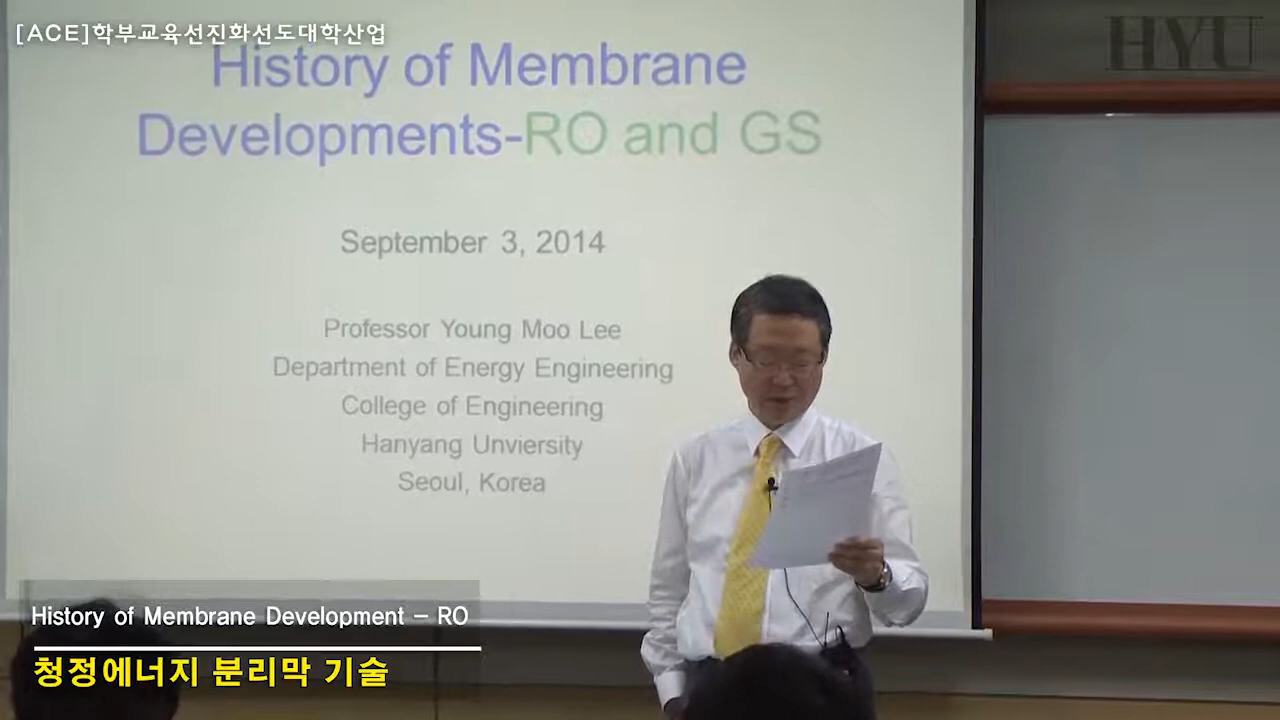 [ACE]학부교육선진화선도대학산업
HYU
History of Membrane
Developments-RO and GS
September 3, 2014
Professor Young Moo Lee
Department of Energy Engineering
College of Engineering
Hanyang Unviersity
Seoul, Korea
History of Membrane Development – RO
청정에너지 분리막 기술